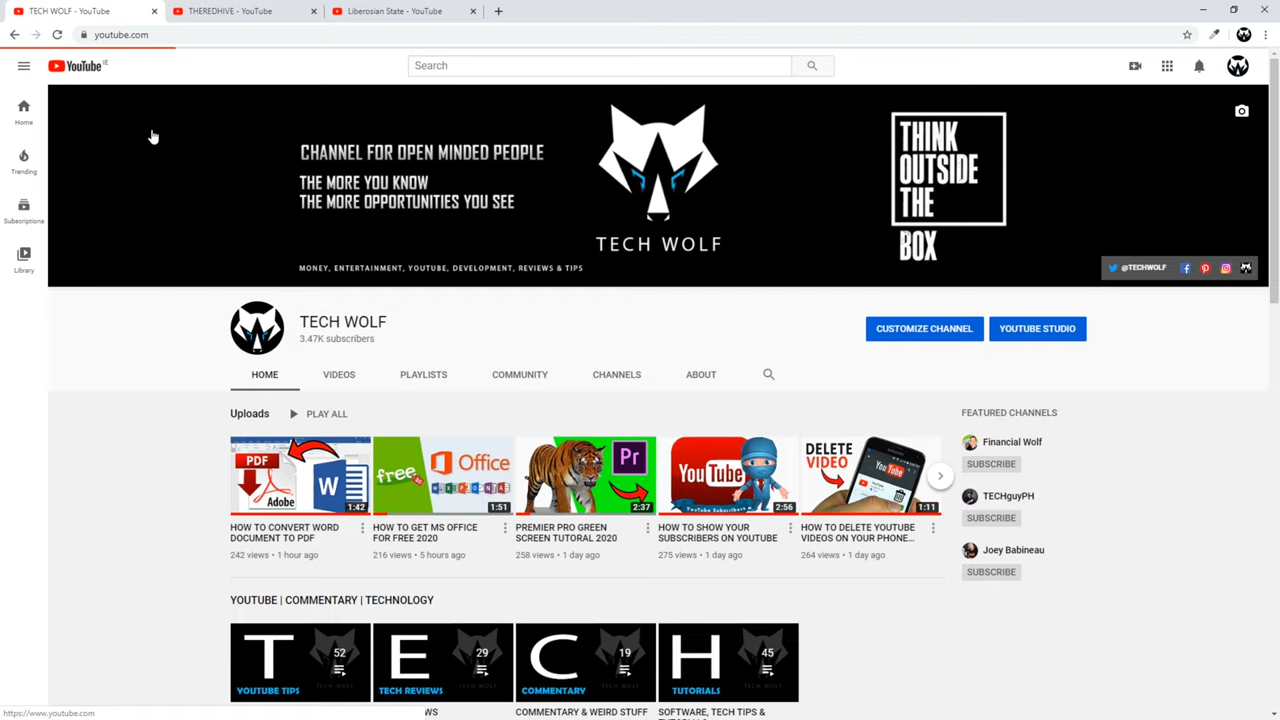 TECH WOLF - YouTube
THEREDHIVE - YouTube
Liberosian State - YouTube
youtube.com
YouTube IE
Search
Home
Trending
Subscriptions
Library
CHANNEL FOR OPEN MINDED PEOPLE
THE MORE YOU KNOW
THE MORE OPPORTUNITIES YOU SEE
MONEY, ENTERTAINMENT, YOUTUBE, DEVELOPMENT, REVIEWS & TIPS
TECH WOLF
THINK
OUTSIDE
THE
BOX
@TECHWOLF
TECH WOLF
3.47K subscribers
CUSTOMIZE CHANNEL
YOUTUBE STUDIO
HOME
VIDEOS
PLAYLISTS
COMMUNITY
CHANNELS
ABOUT
Uploads
PLAY ALL
PDF
Adobe
W
1:42
HOW TO CONVERT WORD
DOCUMENT TO PDF
242 views • 1 hour ago
free
Office
1:51
HOW TO GET MS OFFICE
FOR FREE 2020
216 views • 5 hours ago
Pr
2:37
PREMIER PRO GREEN
SCREEN TUTORAL 2020
258 views • 1 day ago
YouTube
2:56
HOW TO SHOW YOUR
SUBSCRIBERS ON YOUTUBE
275 views • 1 day ago
DELETE
VIDEO
YouTube
1:11
HOW TO DELETE YOUTUBE
VIDEOS ON YOUR PHONE...
264 views • 1 day ago
FEATURED CHANNELS
Financial Wolf
SUBSCRIBE
TECHguyPH
SUBSCRIBE
Joey Babineau
SUBSCRIBE
YOUTUBE | COMMENTARY | TECHNOLOGY
T
52
YOUTUBE TIPS
E
29
TECH REVIEWS
C
19
COMMENTARY
H
45
TUTORIALS
WS
COMMENTARY & WEIRD STUFF
SOFTWARE, TECH TIPS &
https://www.youtube.com